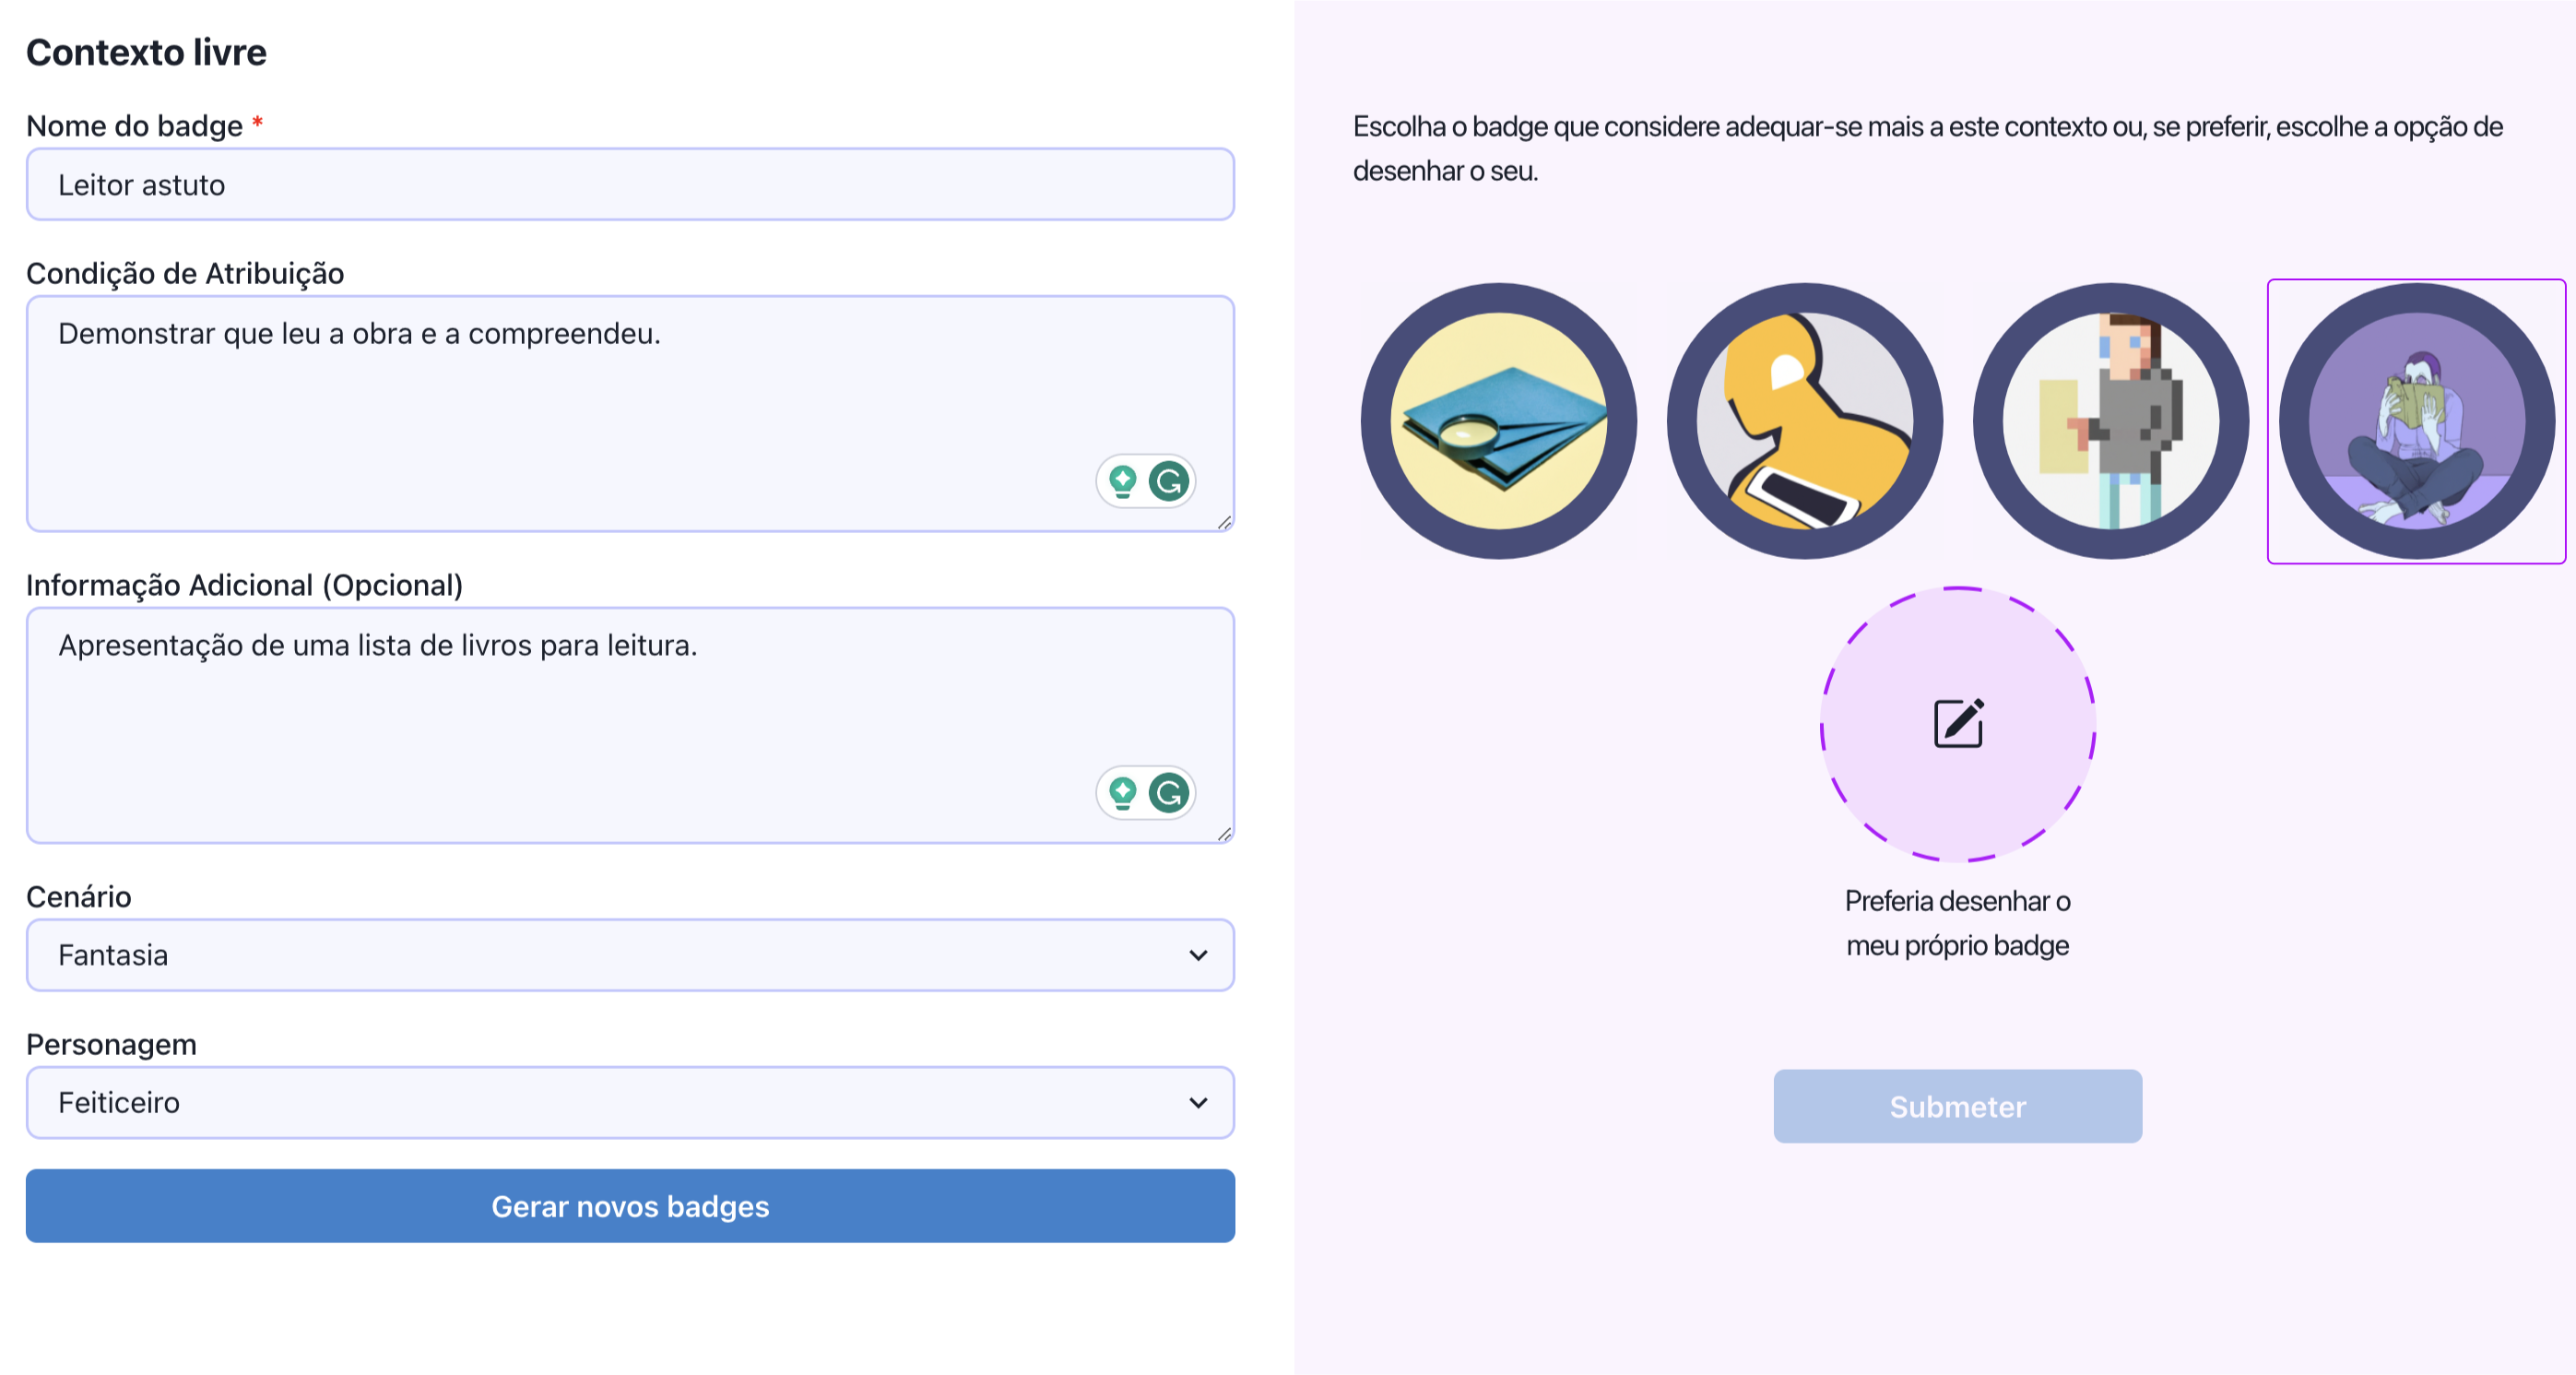 Contexto livre
Nome do badge *
Leitor astuto
Condição de Atribuição
Demonstrar que leu a obra e a compreendeu.
Informação Adicional (Opcional)
Apresentação de uma lista de livros para leitura.
Cenário
Fantasia
Personagem
Feiticeiro
Gerar novos badges
Escolha o badge que considere adequar-se mais a este contexto ou, se preferir, escolhe a opção de
desenhar o seu.
Preferia desenhar o
meu próprio badge
Submeter